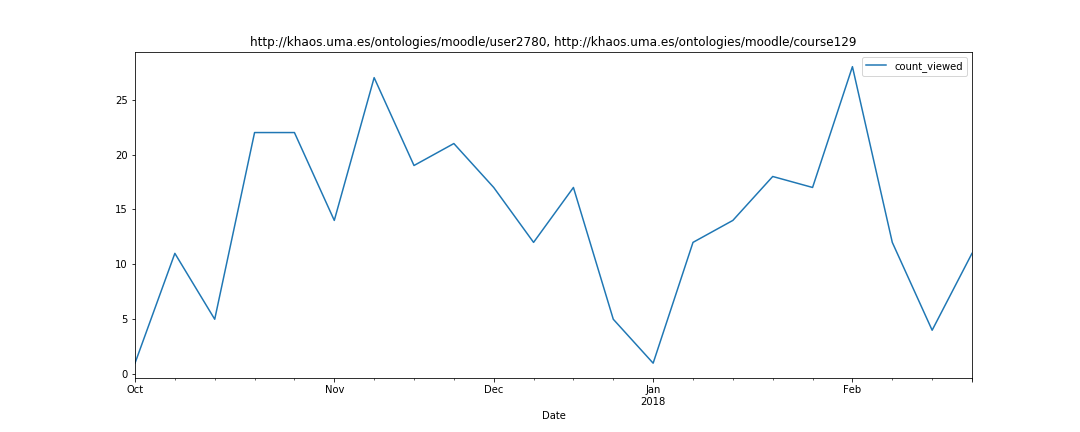 http://khaos.uma.es/ontologies/moodle/user2780, http://khaos.uma.es/ontologies/moodle/course129
count_viewed
25
20
15
10
5
0
Oct Nov Dec Jan Feb
2018
Date